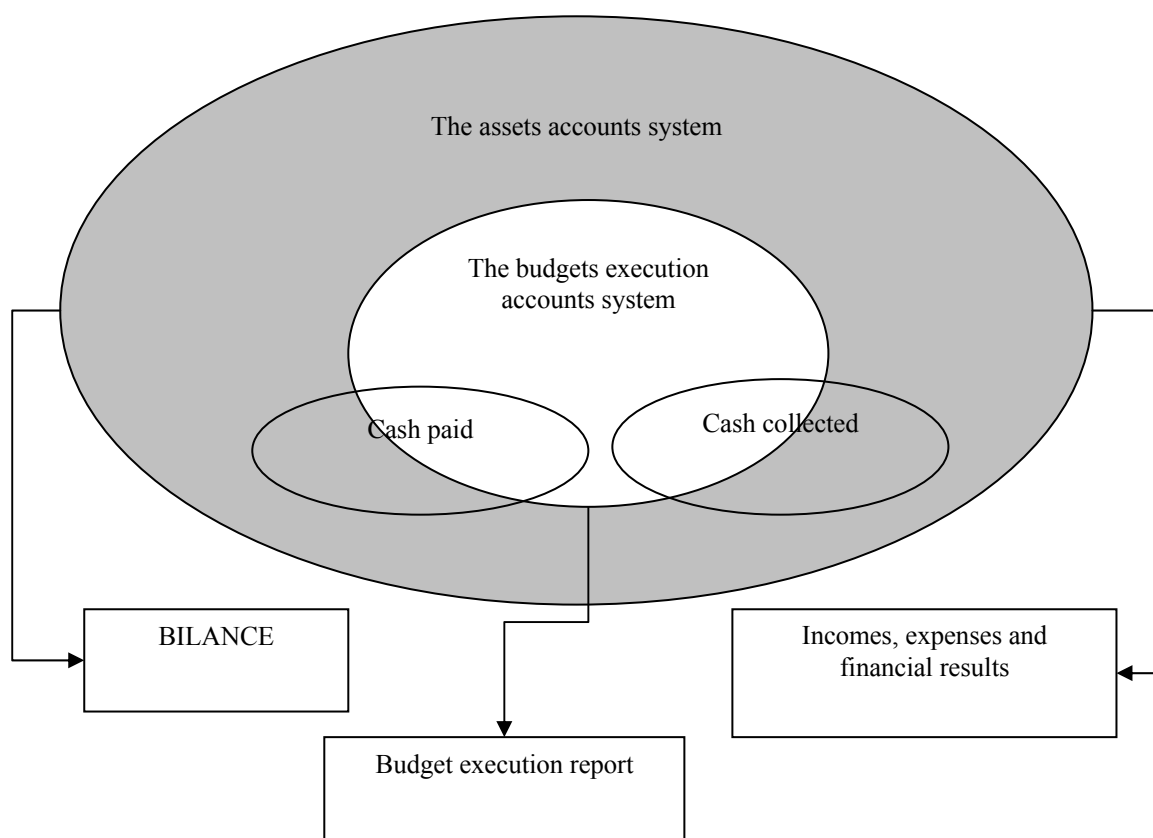 The assets accounts system
The budgets execution
accounts system
Cash paid
Cash collected
BILANCE
Incomes, expenses and
financial results
Budget execution report